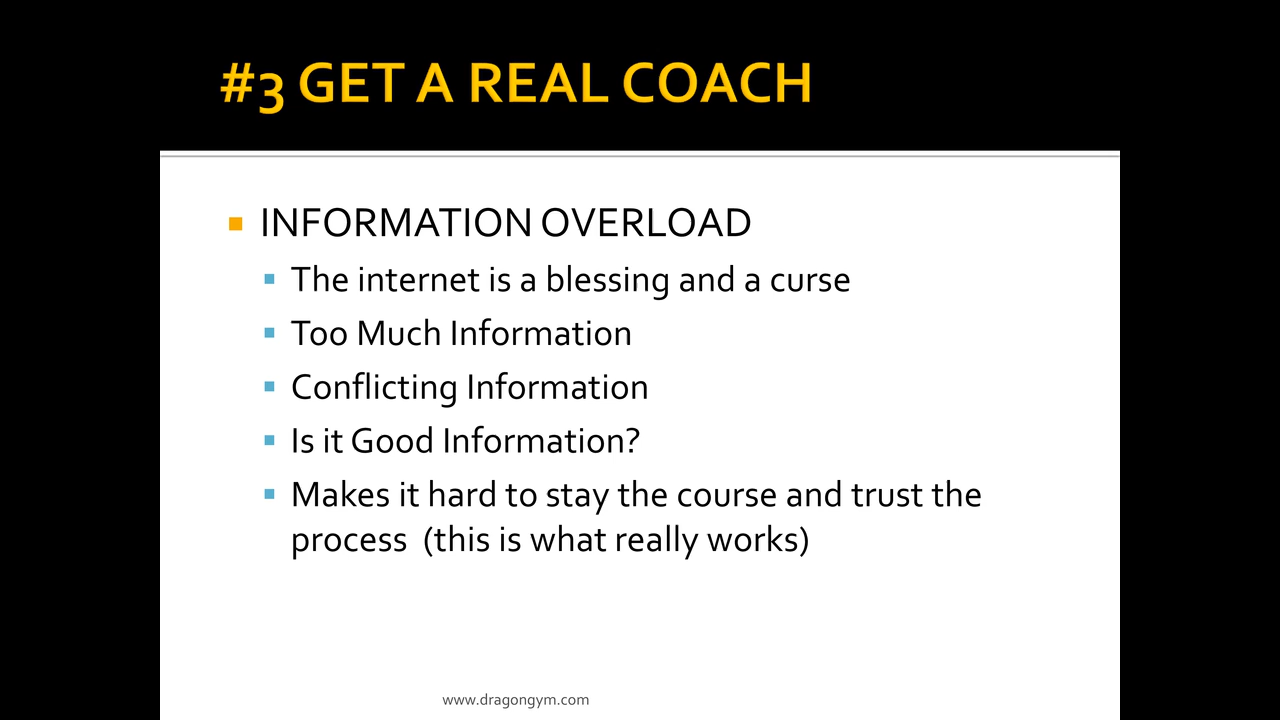 #3 GET A REAL COACH
INFORMATION OVERLOAD
The internet is a blessing and a curse
Too Much Information
Conflicting Information
Is it Good Information?
Makes it hard to stay the course and trust the
process (this is what really works)
www.dragongym.com